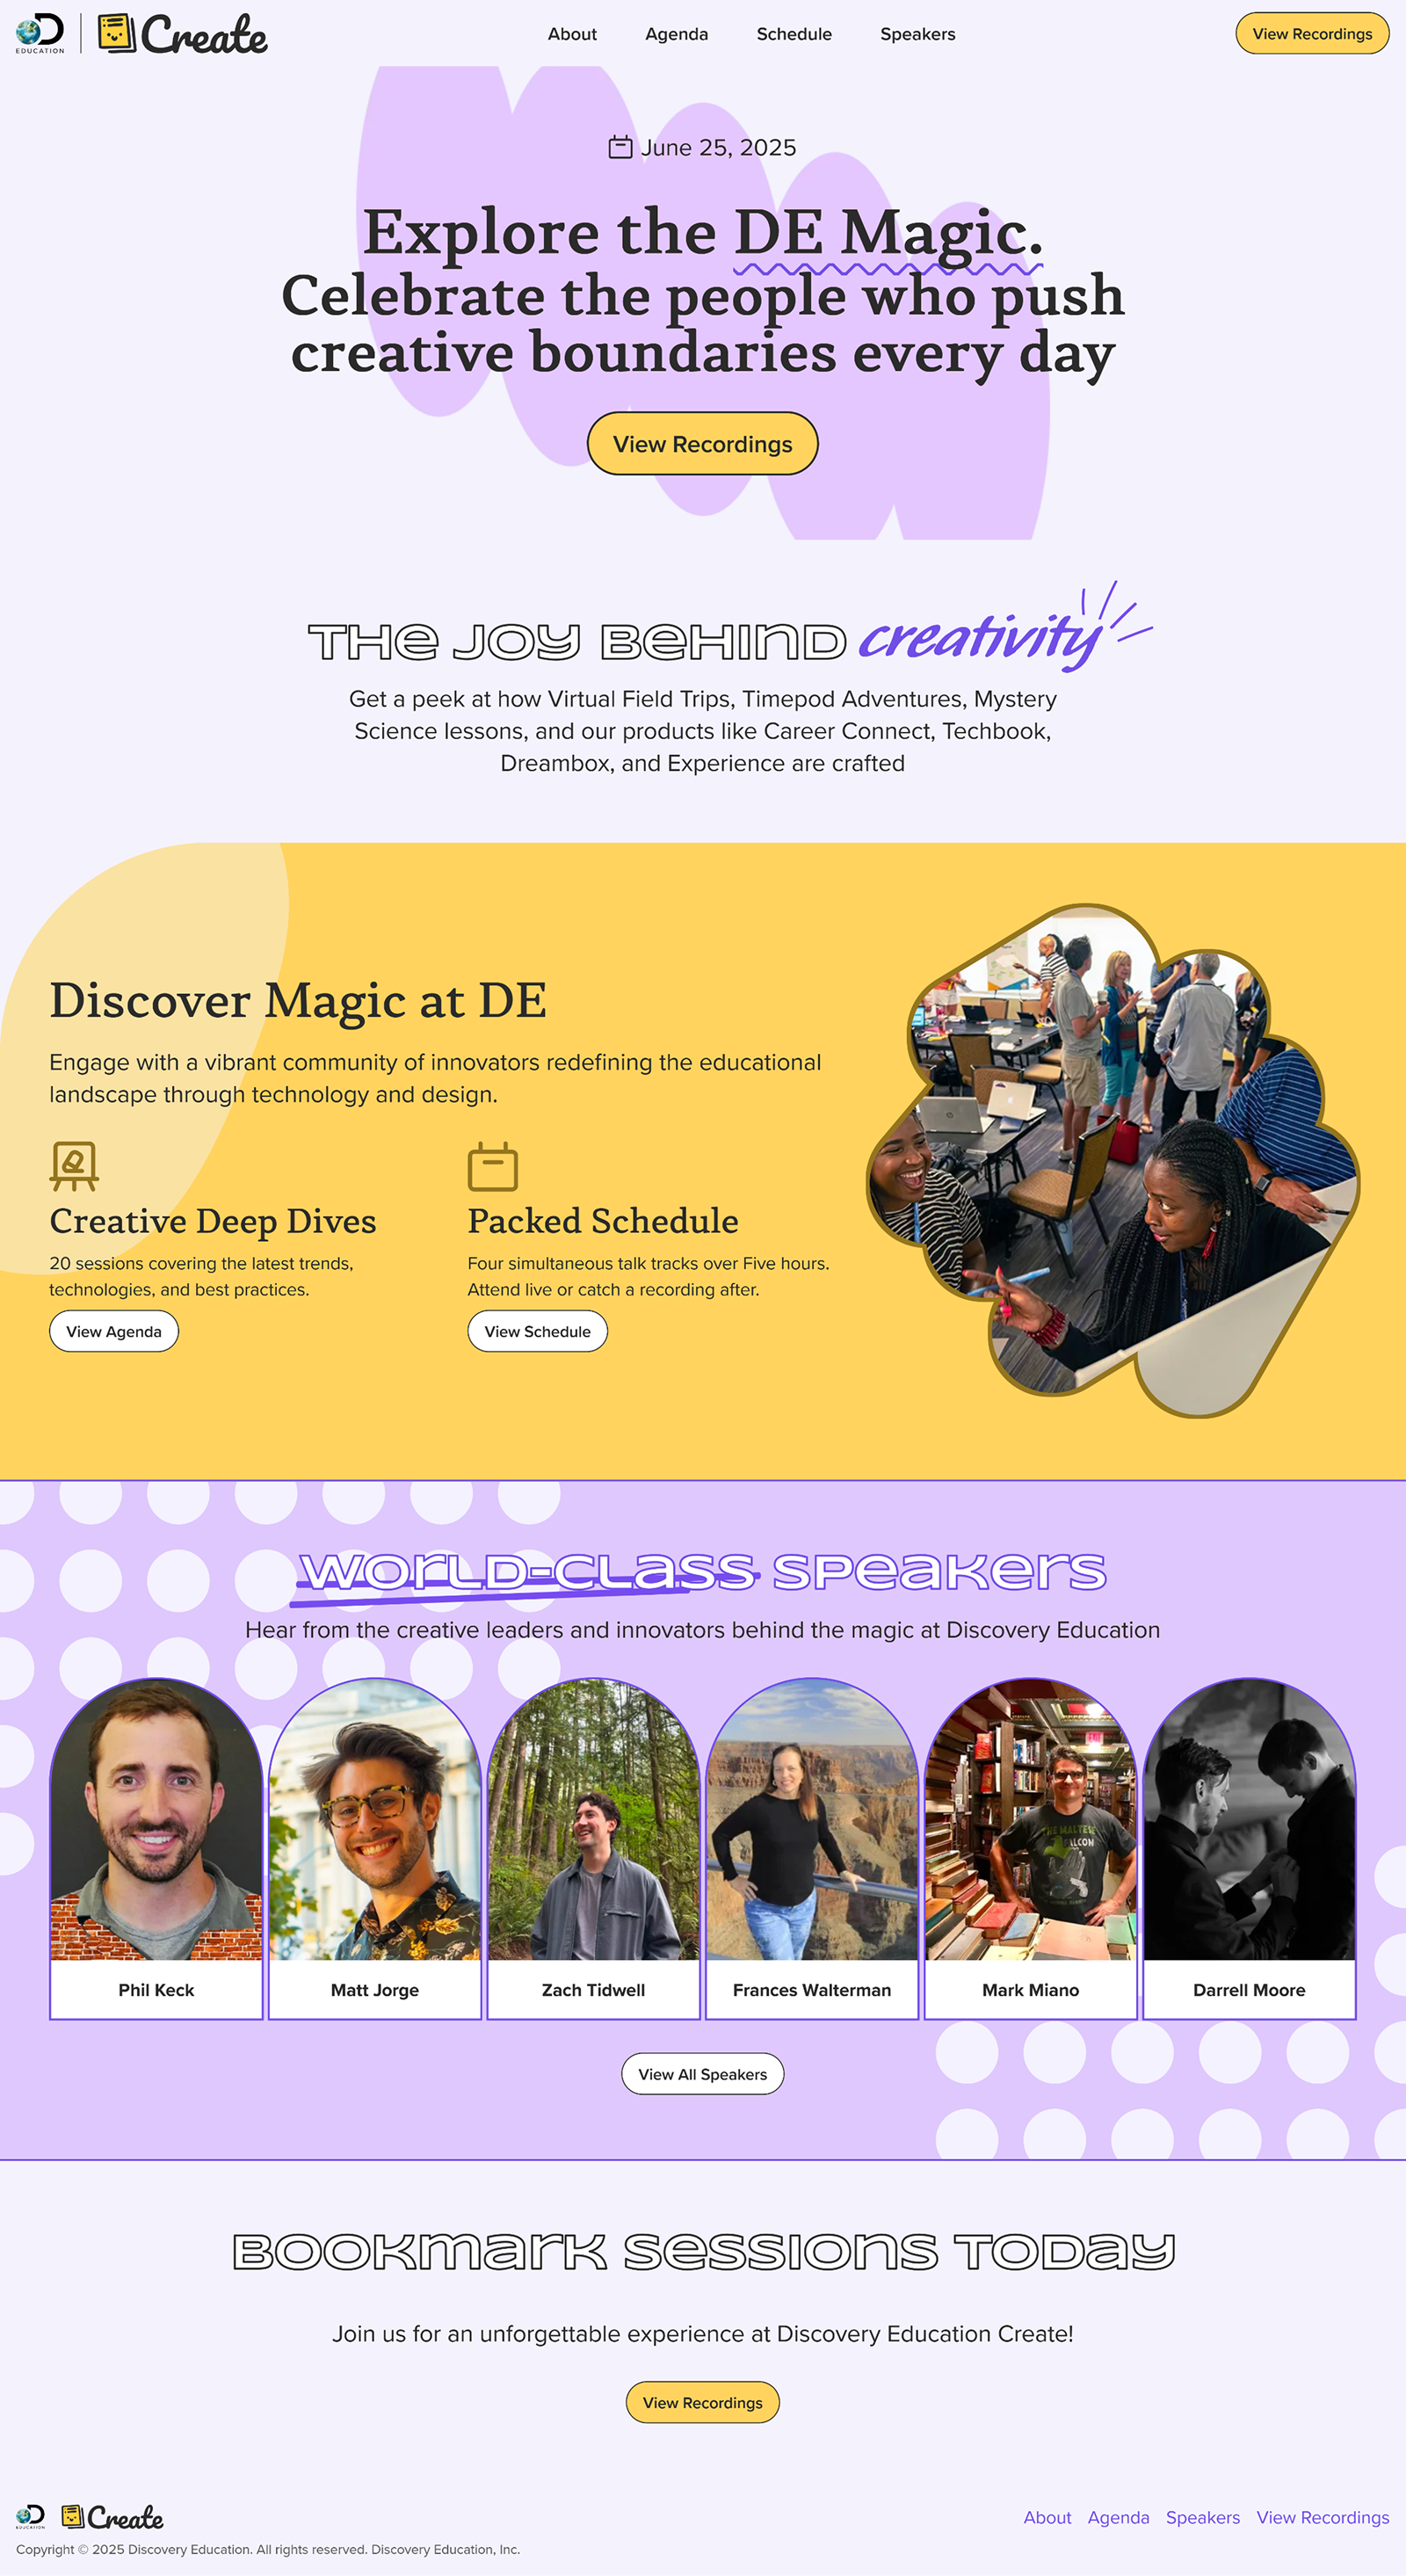 EDUCATION
Create
About
Agenda
Schedule
Speakers
View Recordings
June 25, 2025
Explore the DE Magic.
Celebrate the people who push
creative boundaries every day
View Recordings
THE JOY BEHIND creativity
Get a peek at how Virtual Field Trips, Timepod Adventures, Mystery
Science lessons, and our products like Career Connect, Techbook,
Dreambox, and Experience are crafted
Discover Magic at DE
Engage with a vibrant community of innovators redefining the educational
landscape through technology and design.
Creative Deep Dives
20 sessions covering the latest trends,
technologies, and best practices.
View Agenda
Packed Schedule
Four simultaneous talk tracks over Five hours.
Attend live or catch a recording after.
View Schedule
WORLD-CLASS SPEAKERS
Hear from the creative leaders and innovators behind the magic at Discovery Education
THE MALTESE
FALCON
Phil Keck
Matt Jorge
Zach Tidwell
Frances Walterman
Mark Miano
Darrell Moore
View All Speakers
BOOKMARK SESSIONS TODAY
Join us for an unforgettable experience at Discovery Education Create!
View Recordings
EDUCATION
Create
About
Agenda
Speakers
View Recordings
Copyright © 2025 Discovery Education. All rights reserved. Discovery Education, Inc.